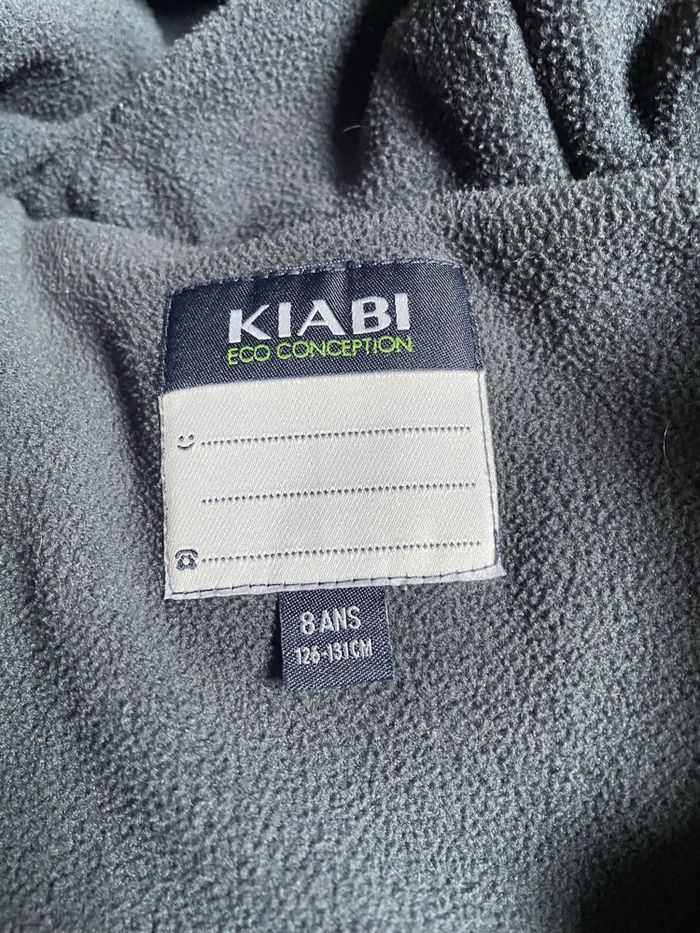 KIABI
ECO CONCEPTION
8 ANS
126-131CM